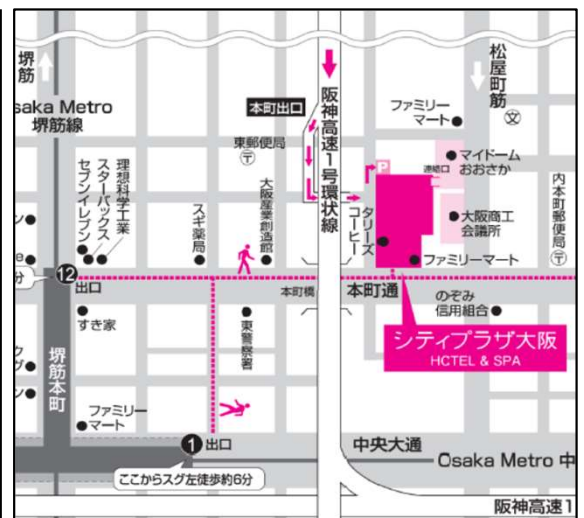 堺筋
saka Metro
堺筋線
本町出口
阪神高速1号環状線
松屋町筋
ファミリー
マート
文
東郵便局
〒
理想科学工業
スターバックス
セブンイレブン
スギ薬局
大阪産業創造館
P
連絡口
マイドーム
おおさか
大阪商工
会議所
内本町郵便局
〒
タリーズ
コーヒー
ファミリーマート
12
出口
分
本町橋
本町通
のぞみ
信用組合
すき家
東警察署
シティプラザ大阪
HOTEL & SPA
堺筋本町
ファミリー
マート
1
出口
ここからスグ左徒歩約6分
中央大通
Osaka Metro 中
阪神高速1